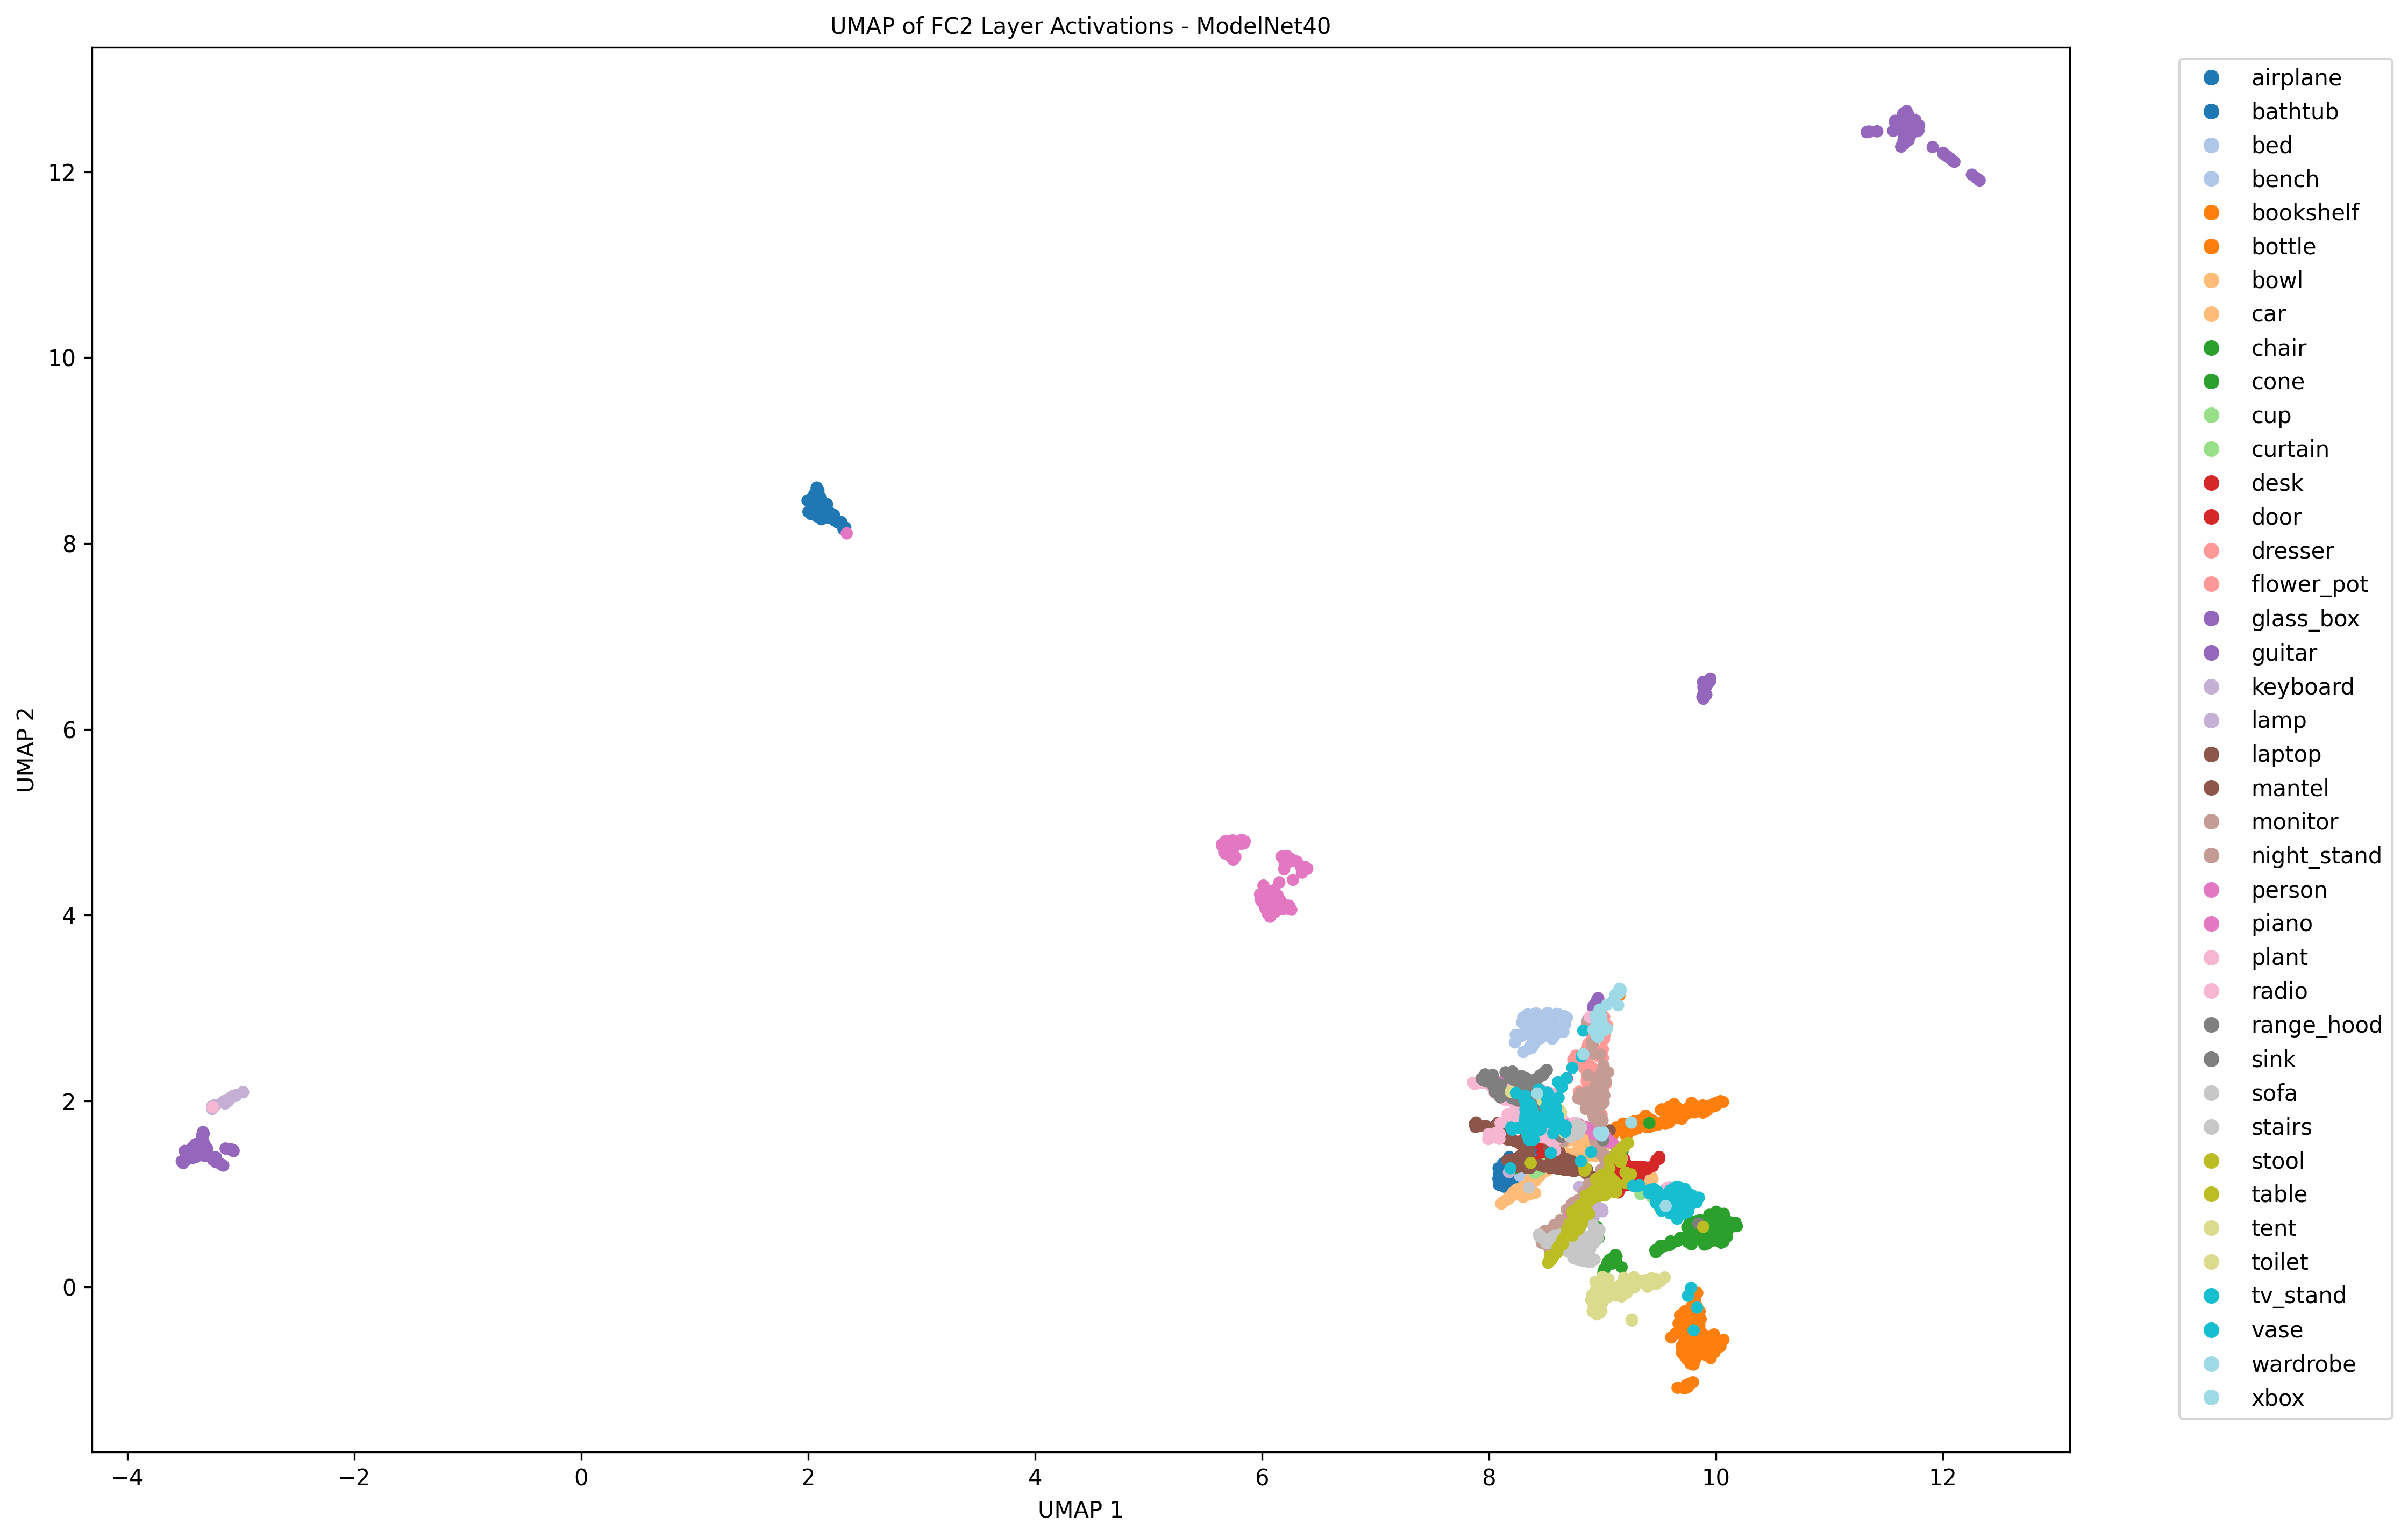 UMAP of FC2 Layer Activations - ModelNet40
12
10
8
6
4
2
0
UMAP 2
−4
−2
0
2
4
6
8
10
12
UMAP 1
airplane
bathtub
bed
bench
bookshelf
bottle
bowl
car
chair
cone
cup
curtain
desk
door
dresser
flower_pot
glass_box
guitar
keyboard
lamp
laptop
mantel
monitor
night_stand
person
piano
plant
radio
range_hood
sink
sofa
stairs
stool
table
tent
toilet
tv_stand
vase
wardrobe
xbox